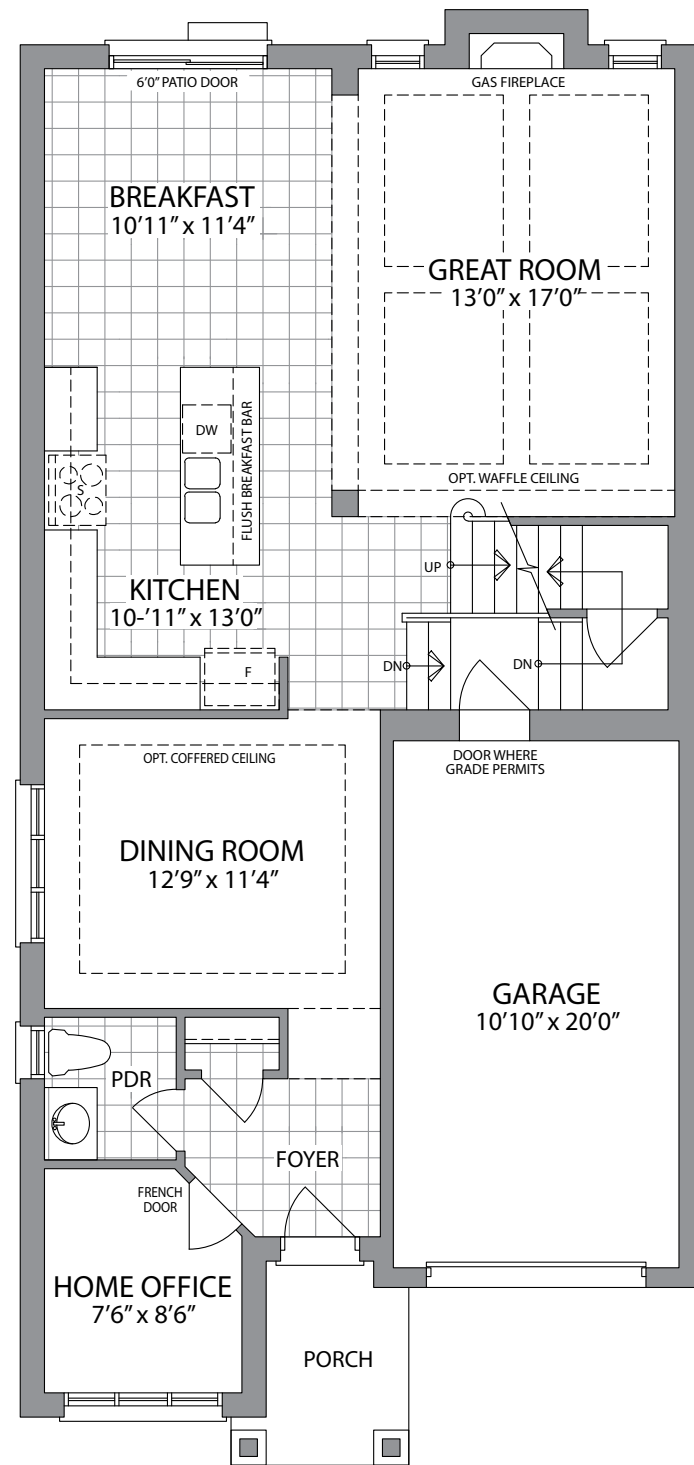 6'0" PATIO DOOR
GAS FIREPLACE
BREAKFAST
10'11" x 11'4"
GREAT ROOM
13'0" x 17'0"
DW
FLUSH BREAKFAST BAR
S
OPT. WAFFLE CEILING
UP
KITCHEN
10-'11" x 13'0"
F
DN
DN
OPT. COFFERED CEILING
DOOR WHERE
GRADE PERMITS
DINING ROOM
12'9" x 11'4"
GARAGE
10'10" x 20'0"
PDR
FOYER
FRENCH
DOOR
HOME OFFICE
7'6" x 8'6"
PORCH